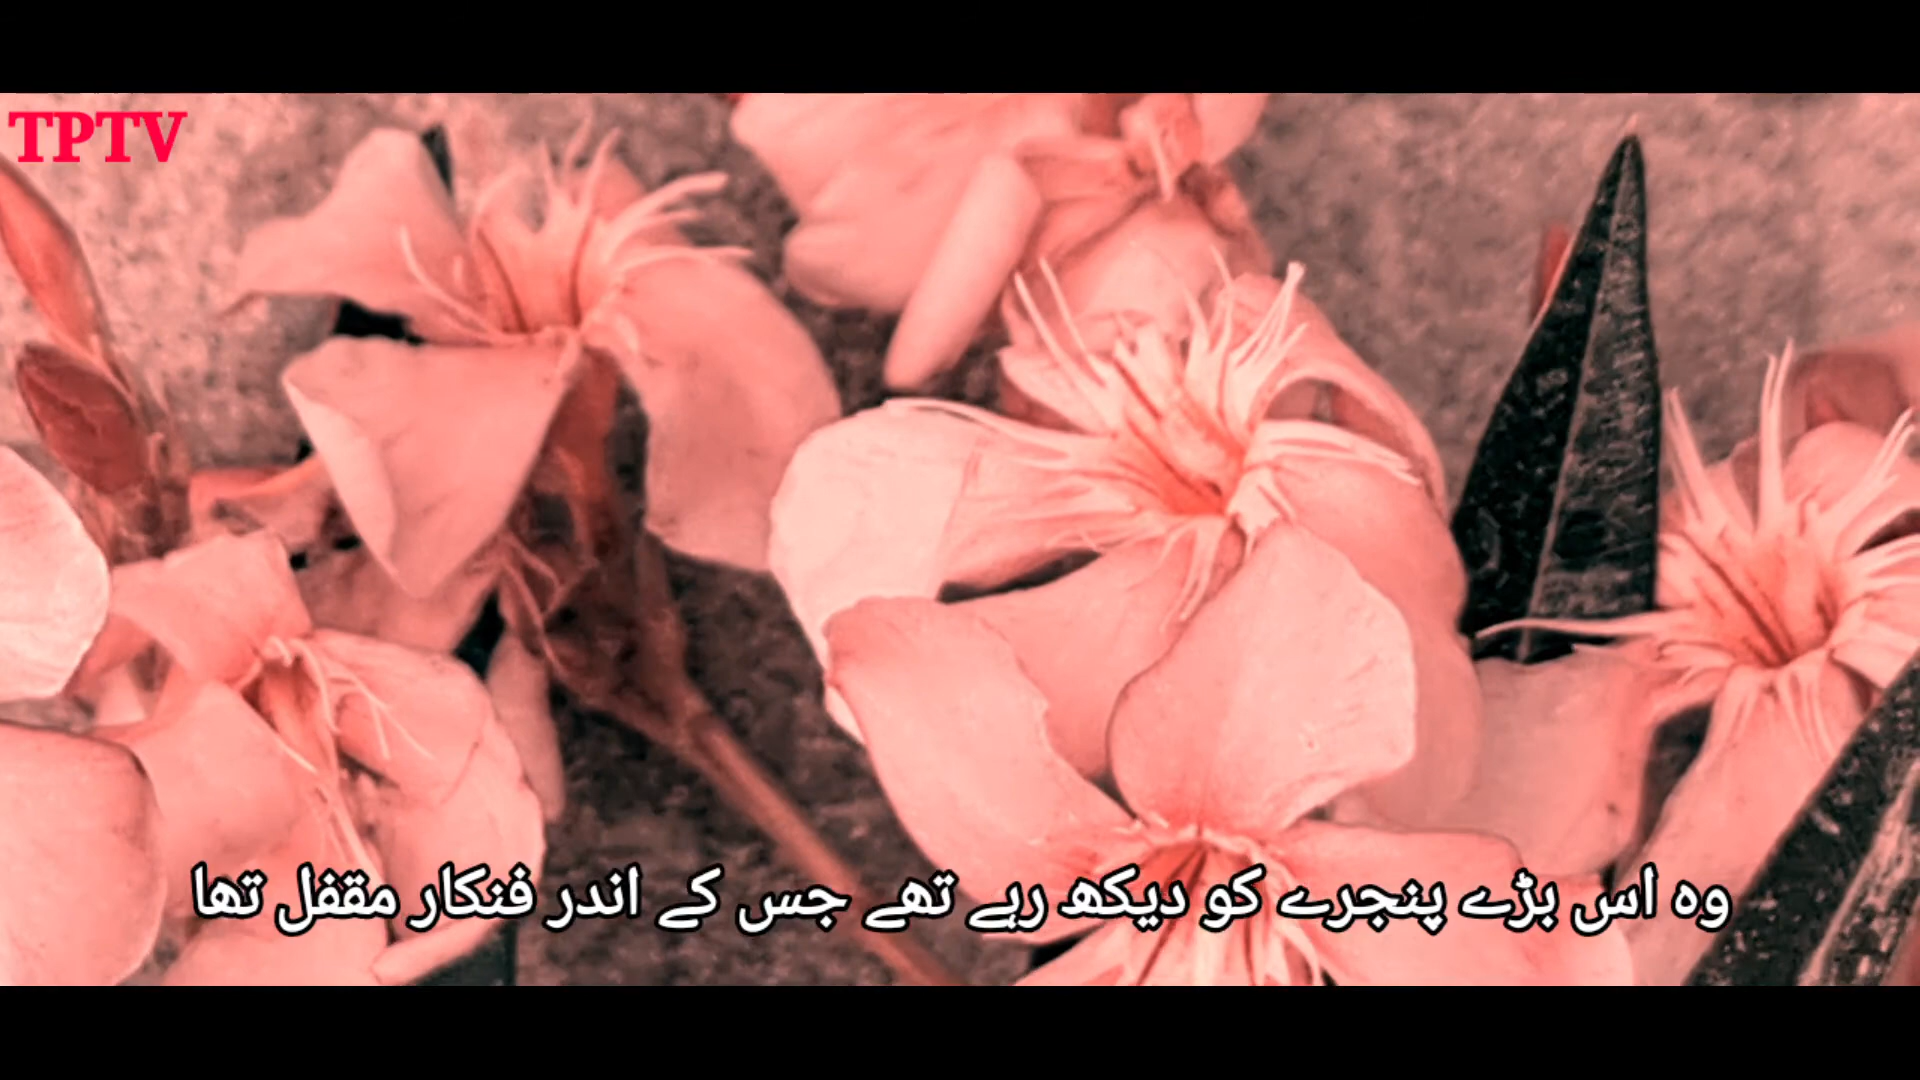 TPTV
وہ اس بڑے پنجرے کو دیکھ رہے تھے جس کے اندر فنکار مقفل تھا